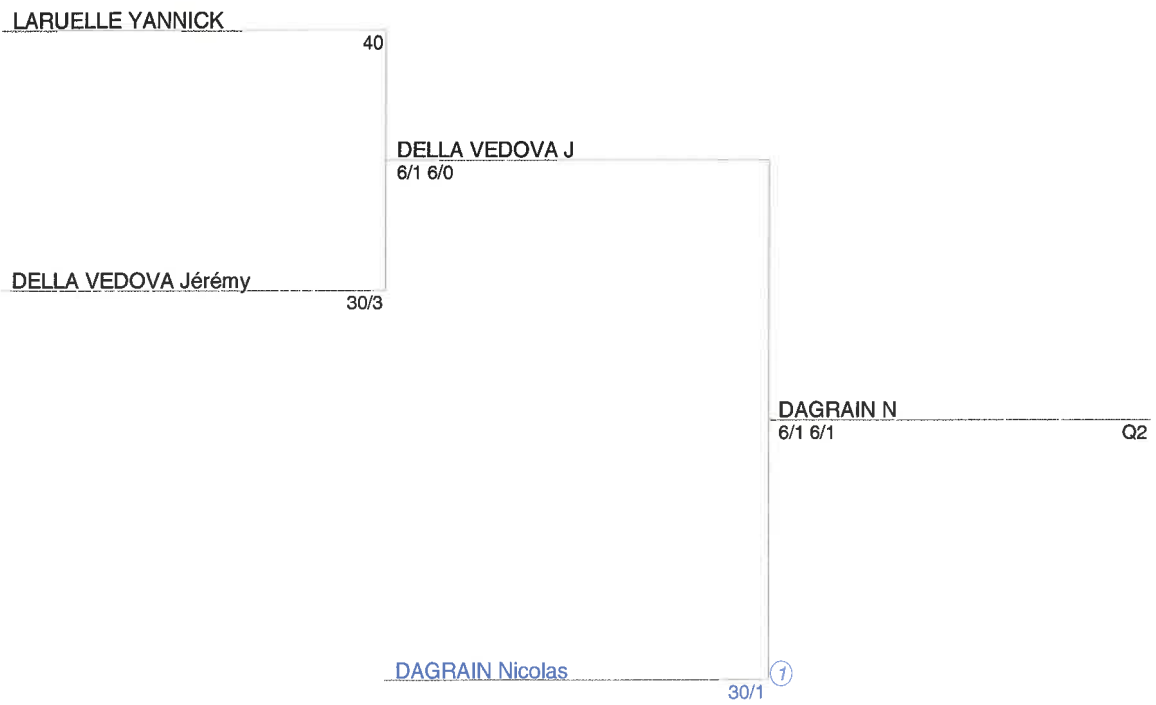 LARUELLE YANNICK
40
DELLA VEDOVA J
6/1 6/0
DELLA VEDOVA Jérémy
30/3
DAGRAIN N
6/1 6/1
Q2
DAGRAIN Nicolas
30/1
1